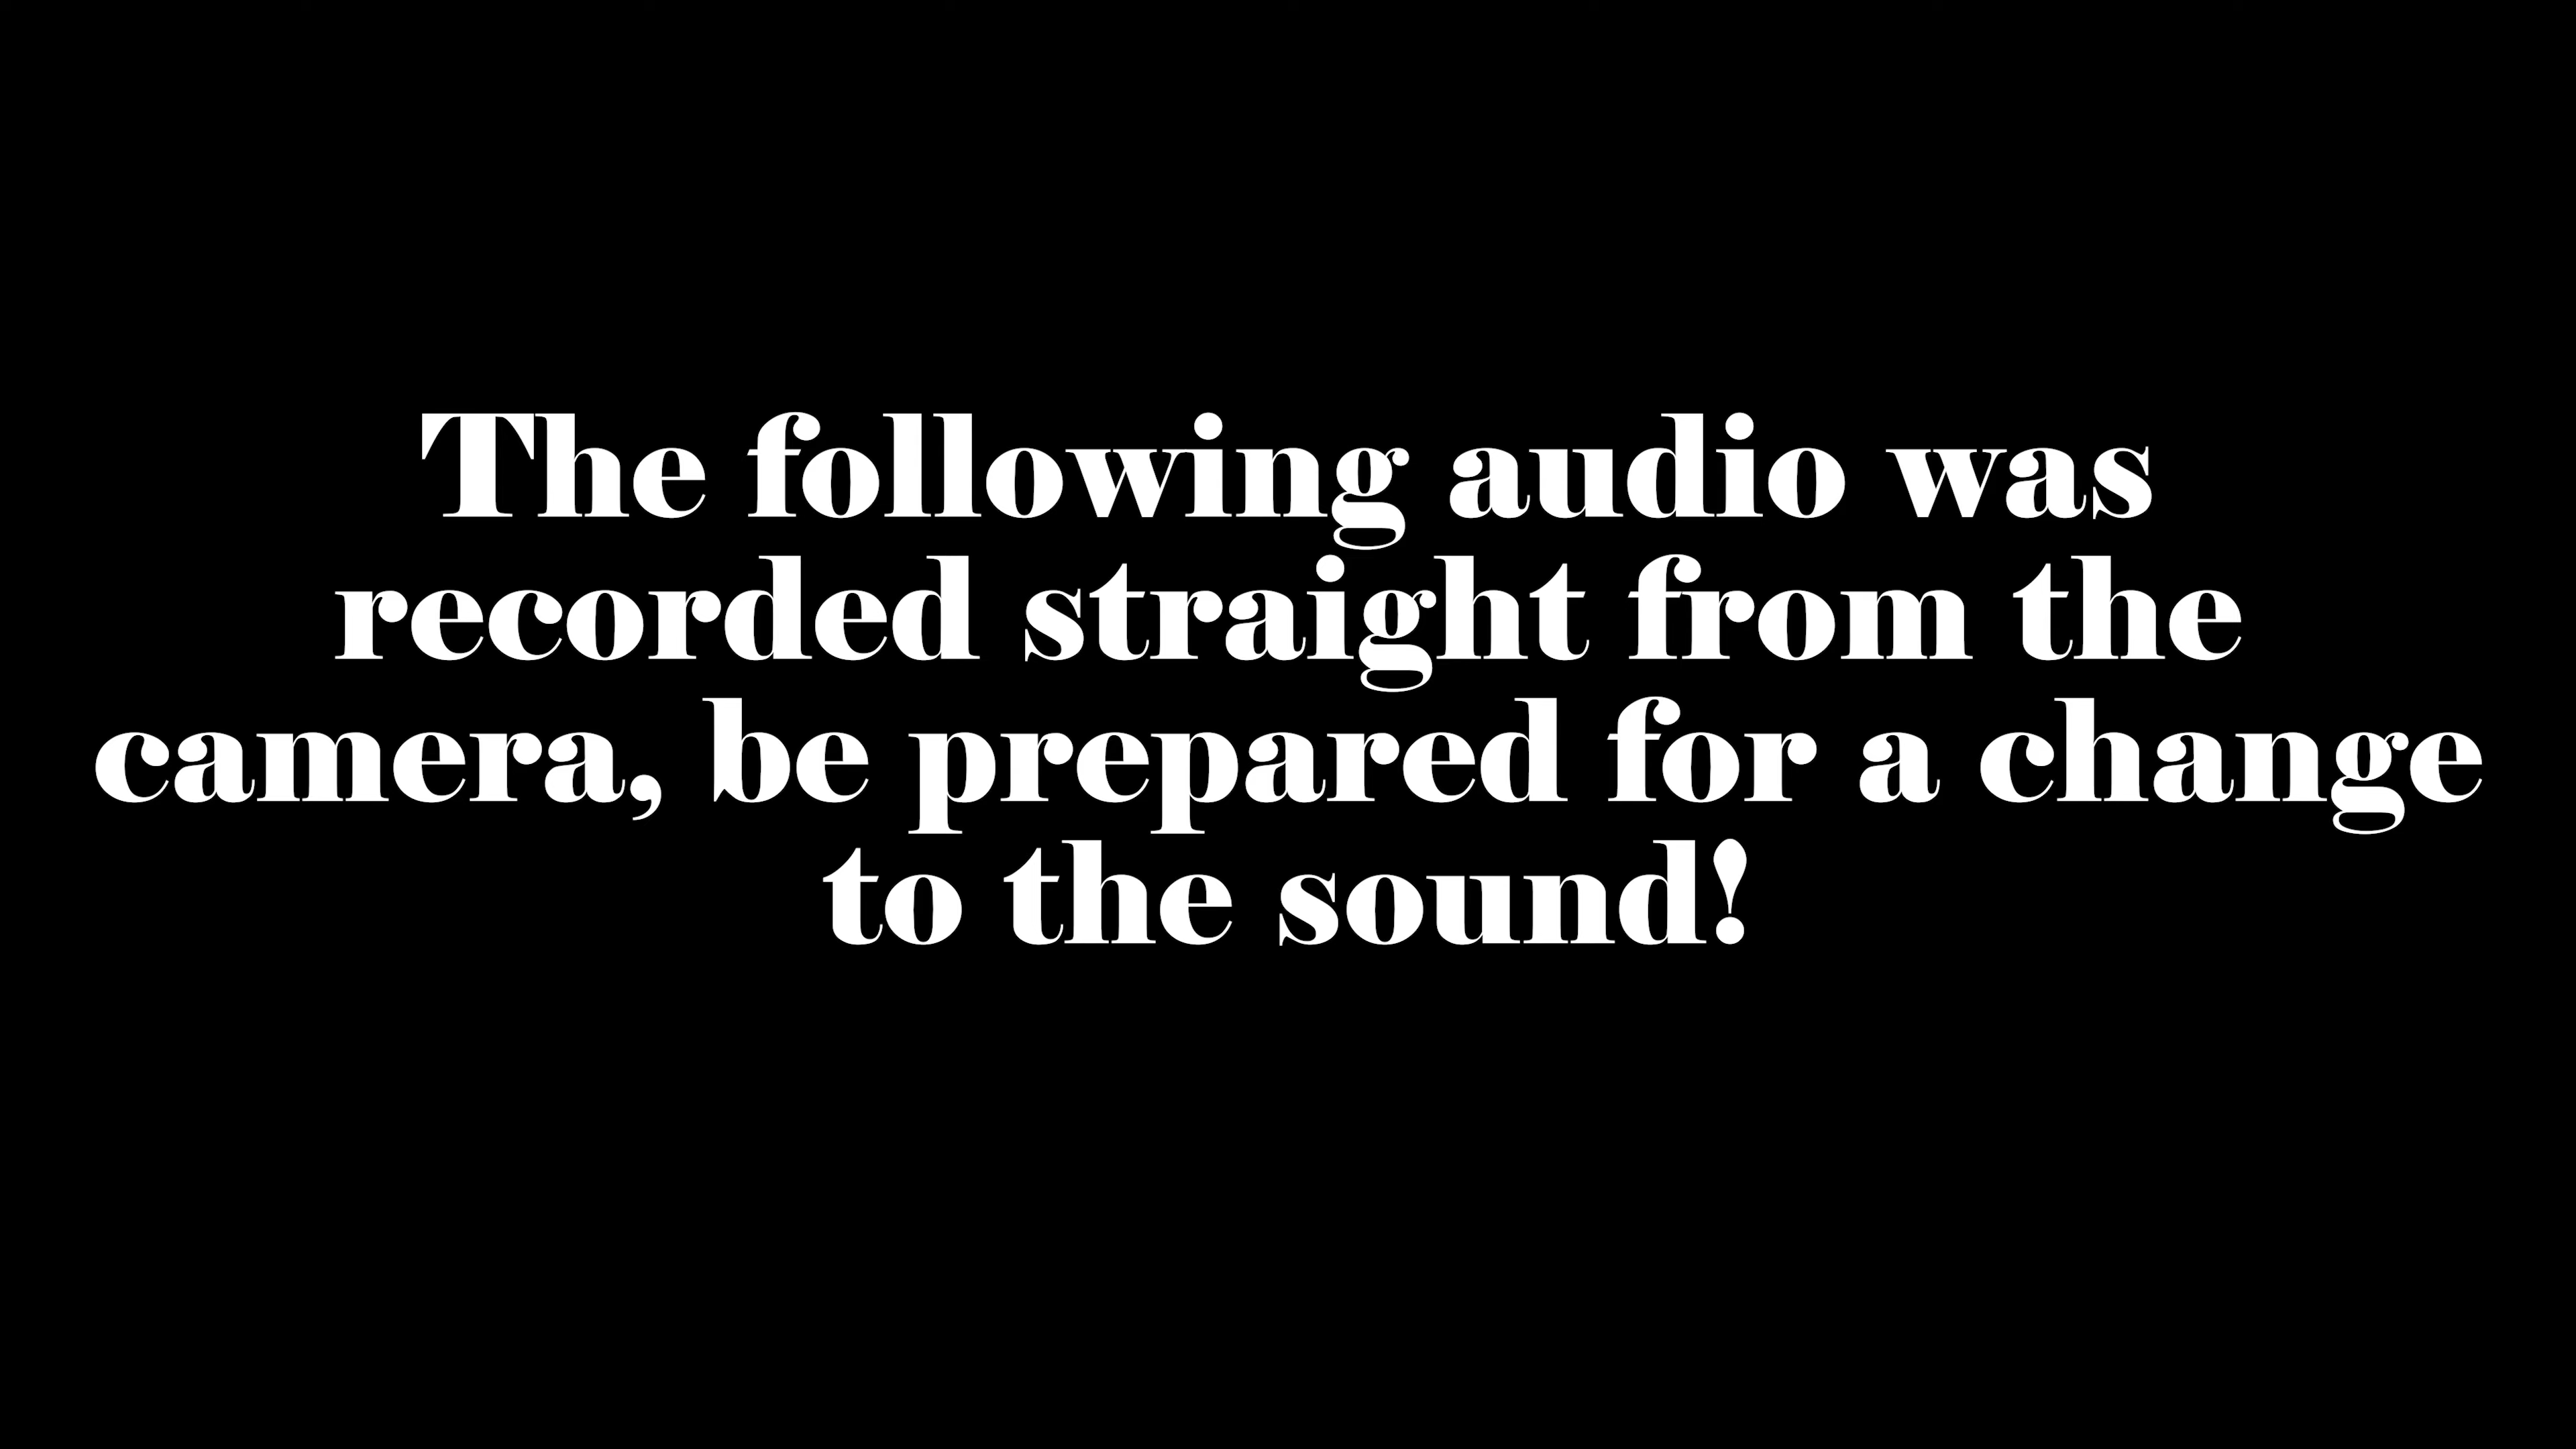 The following audio was
recorded straight from the
camera, be prepared for a change
to the sound!